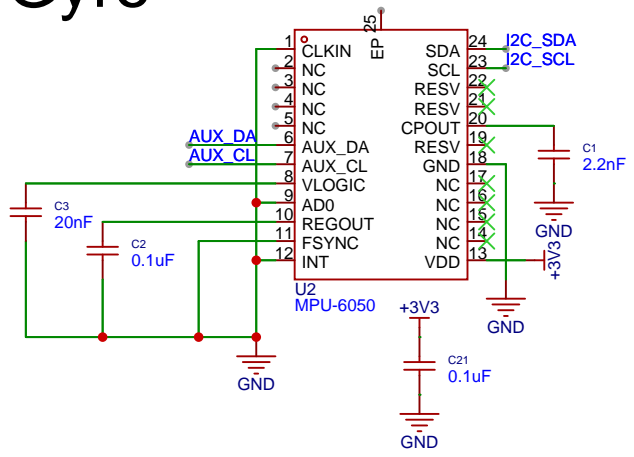 Gyro
EP 25
1 CLKIN
2 NC
3 NC
4 NC
5 NC
AUX_DA 6 AUX_DA
AUX_CL 7 AUX_CL
8 VLOGIC
9 AD0
10 REGOUT
11 FSYNC
12 INT
SDA 24 I2C_SDA
SCL 23 I2C_SCL
RESV 22
RESV 21
CPOUT 20
RESV 19
GND 18
NC 17
NC 16
NC 15
NC 14
VDD 13
C1
2.2nF
GND
+3V3
GND
C3
20nF
C2
0.1uF
GND
U2
MPU-6050
+3V3
C21
0.1uF
GND